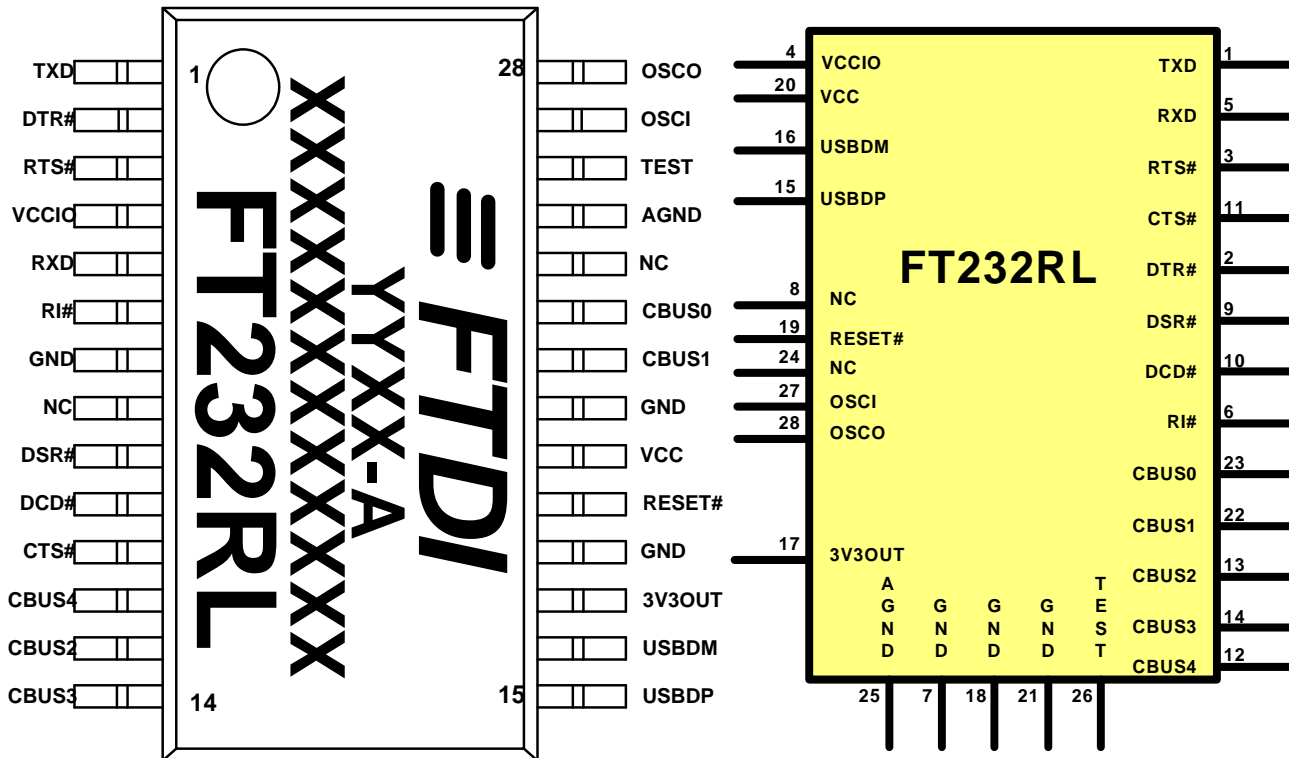 TXD
DTR#
RTS#
VCCIO
RXD
RI#
GND
NC
DSR#
DCD#
CTS#
CBUS4
CBUS2
CBUS3
1
28
14
15
FT232RL
XXXXXXXXXXXX
YYXX-A
FTDI
OSCO
OSCI
TEST
AGND
NC
CBUS0
CBUS1
GND
VCC
RESET#
GND
3V3OUT
USBDM
USBDP
4 VCCIO
20 VCC
16 USBDM
15 USBDP
8 NC
19 RESET#
24 NC
27 OSCI
28 OSCO
17 3V3OUT
FT232RL
TXD 1
RXD 5
RTS# 3
CTS# 11
DTR# 2
DSR# 9
DCD# 10
RI# 6
CBUS0 23
CBUS1 22
CBUS2 13
CBUS3 14
CBUS4 12
AGND
GND
GND
GND
TEST
25 7 18 21 26